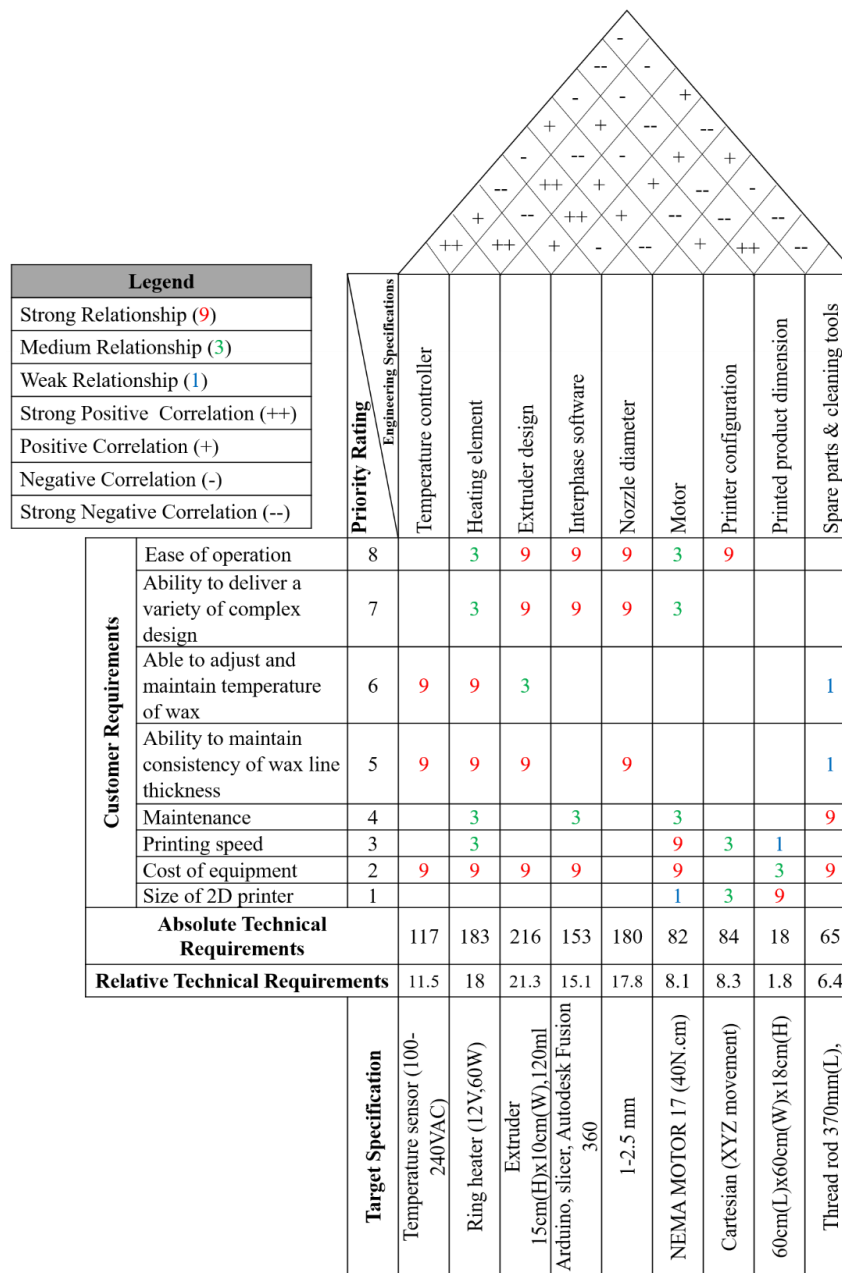 -
-- -
- - +
+ + -- --
- -- - + +
-- ++ + + -- -
+ -- ++ + -- -- --
++ ++ + - -- + ++ --
Legend
Strong Relationship (9)
Medium Relationship (3)
Weak Relationship (1)
Strong Positive Correlation (++)
Positive Correlation (+)
Negative Correlation (-)
Strong Negative Correlation (--)
Priority Rating
Engineering Specifications
Temperature controller
Heating element
Extruder design
Interphase software
Nozzle diameter
Motor
Printer configuration
Printed product dimension
Spare parts & cleaning tools
Customer Requirements
Ease of operation 8 3 9 9 9 3 9
Ability to deliver a
variety of complex
design
7 3 9 9 9 3
Able to adjust and
maintain temperature
of wax
6 9 9 3 1
Ability to maintain
consistency of wax line
thickness
5 9 9 9 9 1
Maintenance 4 3 3 3 9
Printing speed 3 3 9 3 1
Cost of equipment 2 9 9 9 9 9 3 9
Size of 2D printer 1 1 3 9
Absolute Technical
Requirements
117 183 216 153 180 82 84 18 65
Relative Technical Requirements 11.5 18 21.3 15.1 17.8 8.1 8.3 1.8 6.4
Target Specification
Temperature sensor (100-
240VAC)
Ring heater (12V,60W)
Extruder
15cm(H)x10cm(W),120ml
Arduino, slicer, Autodesk Fusion
360
1-2.5 mm
NEMA MOTOR 17 (40N.cm)
Cartesian (XYZ movement)
60cm(L)x60cm(W)x18cm(H)
Thread rod 370mm(L),